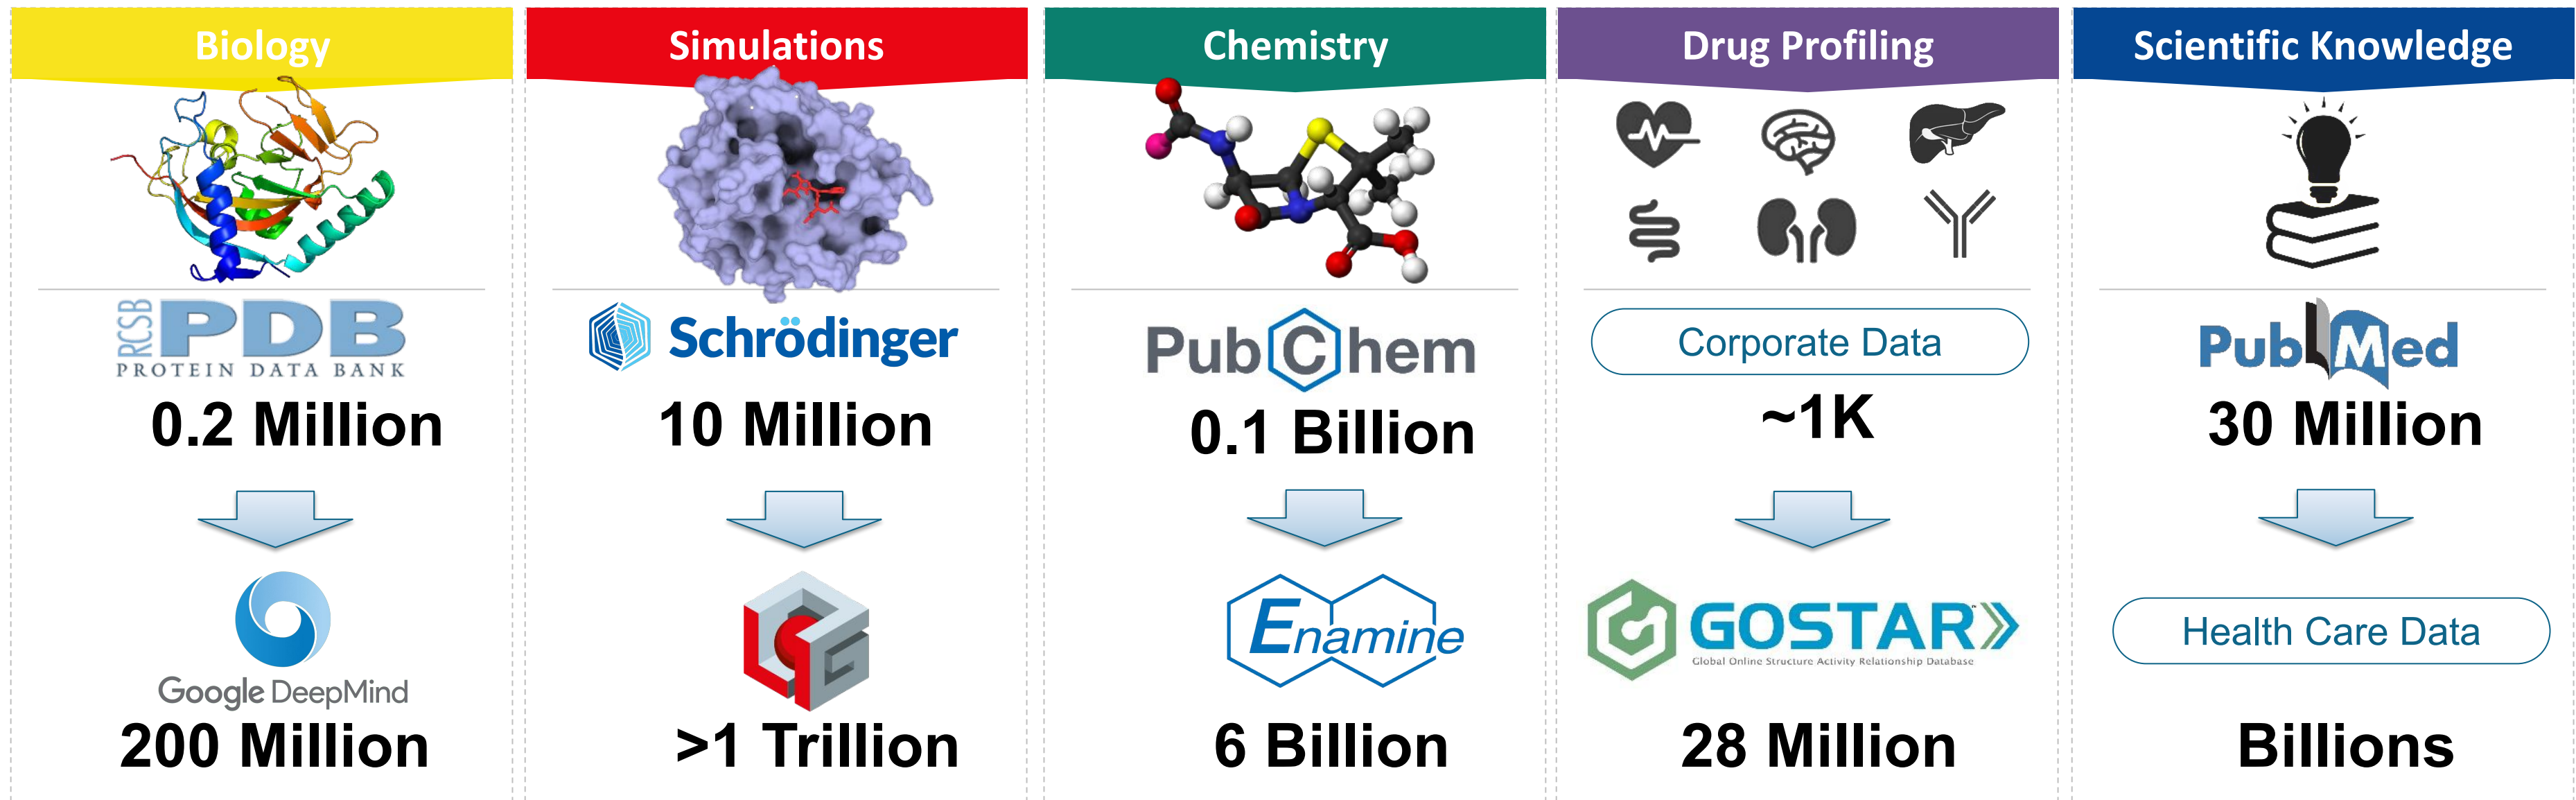 Biology
RCSB
PDB
PROTEIN DATA BANK
0.2 Million
Google DeepMind
200 Million
Simulations
Schrödinger
10 Million
>1 Trillion
Chemistry
PubChem
0.1 Billion
Enamine
6 Billion
Drug Profiling
Corporate Data
~1K
GOSTAR
Global Online Structure Activity Relationship Database
28 Million
Scientific Knowledge
PubMed
30 Million
Health Care Data
Billions